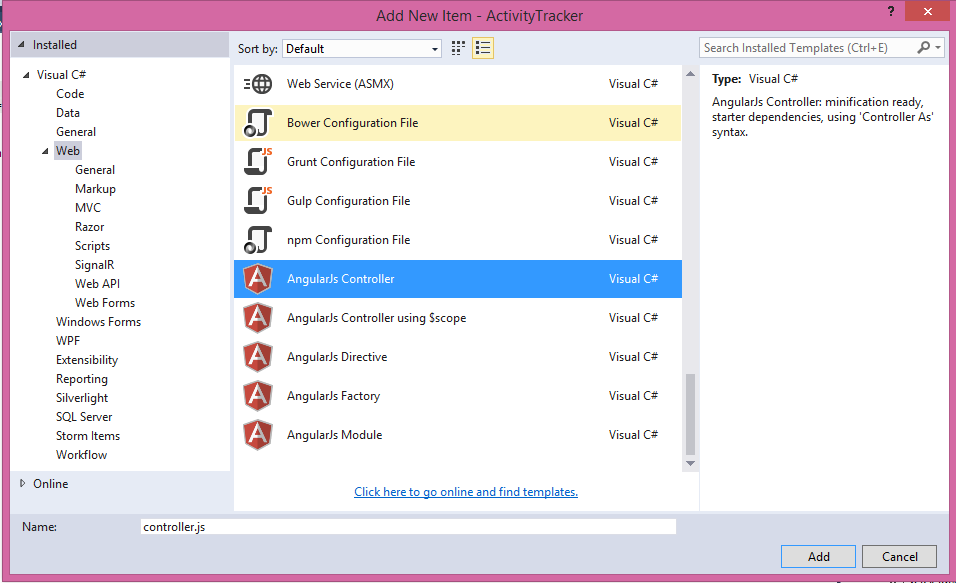 Add New Item - ActivityTracker
?
Installed
Sort by: Default
Search Installed Templates (Ctrl+E)
Visual C#
Code
Data
General
Web
General
Markup
MVC
Razor
Scripts
SignalR
Web API
Web Forms
Windows Forms
WPF
Extensibility
Reporting
Silverlight
SQL Server
Storm Items
Workflow
Online
Web Service (ASMX) Visual C#
Bower Configuration File Visual C#
JS
Grunt Configuration File Visual C#
JS
Gulp Configuration File Visual C#
npm Configuration File Visual C#
A
AngularJs Controller Visual C#
A
AngularJs Controller using $scope Visual C#
A
AngularJs Directive Visual C#
A
AngularJs Factory Visual C#
A
AngularJs Module Visual C#
Click here to go online and find templates.
Type: Visual C#
AngularJs Controller: minification ready,
starter dependencies, using 'Controller As'
syntax.
Name: controller.js
Add Cancel